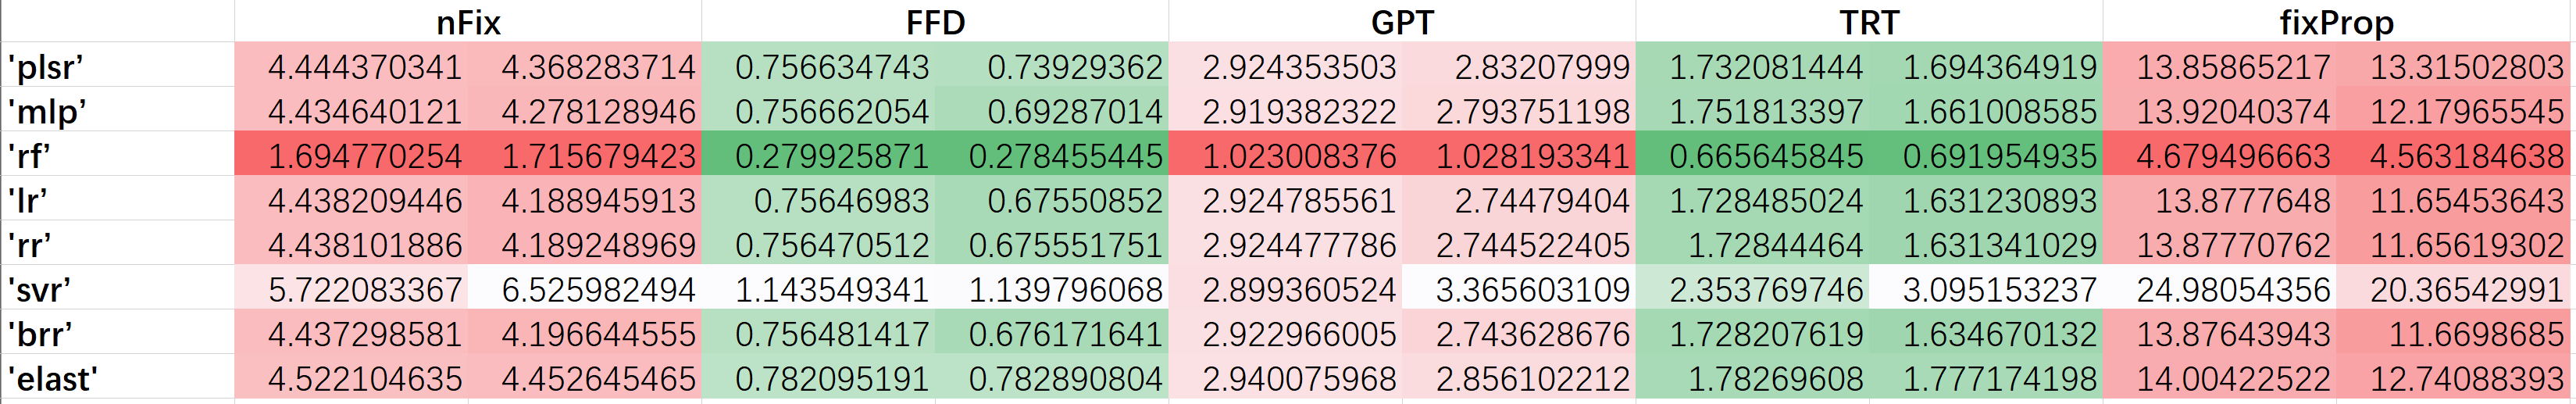 nFix FFD GPT TRT fixProp
'plsr’ 4.444370341 4.368283714 0.756634743 0.73929362 2.924353503 2.83207999 1.732081444 1.694364919 13.85865217 13.31502803
'mlp’ 4.434640121 4.278128946 0.756662054 0.69287014 2.919382322 2.793751198 1.751813397 1.661008585 13.92040374 12.17965545
'rf’ 1.694770254 1.715679423 0.279925871 0.278455445 1.023008376 1.028193341 0.665645845 0.691954935 4.679496663 4.563184638
'lr’ 4.438209446 4.188945913 0.75646983 0.67550852 2.924785561 2.74479404 1.728485024 1.631230893 13.8777648 11.65453643
'rr’ 4.438101886 4.189248969 0.756470512 0.675551751 2.924477786 2.744522405 1.72844464 1.631341029 13.87770762 11.65619302
'svr’ 5.722083367 6.525982494 1.143549341 1.139796068 2.899360524 3.365603109 2.353769746 3.095153237 24.98054356 20.36542991
'brr’ 4.437298581 4.196644555 0.756481417 0.676171641 2.922966005 2.743628676 1.728207619 1.634670132 13.87643943 11.6698685
'elast' 4.522104635 4.452645465 0.782095191 0.782890804 2.940075968 2.856102212 1.78269608 1.777174198 14.00422522 12.74088393